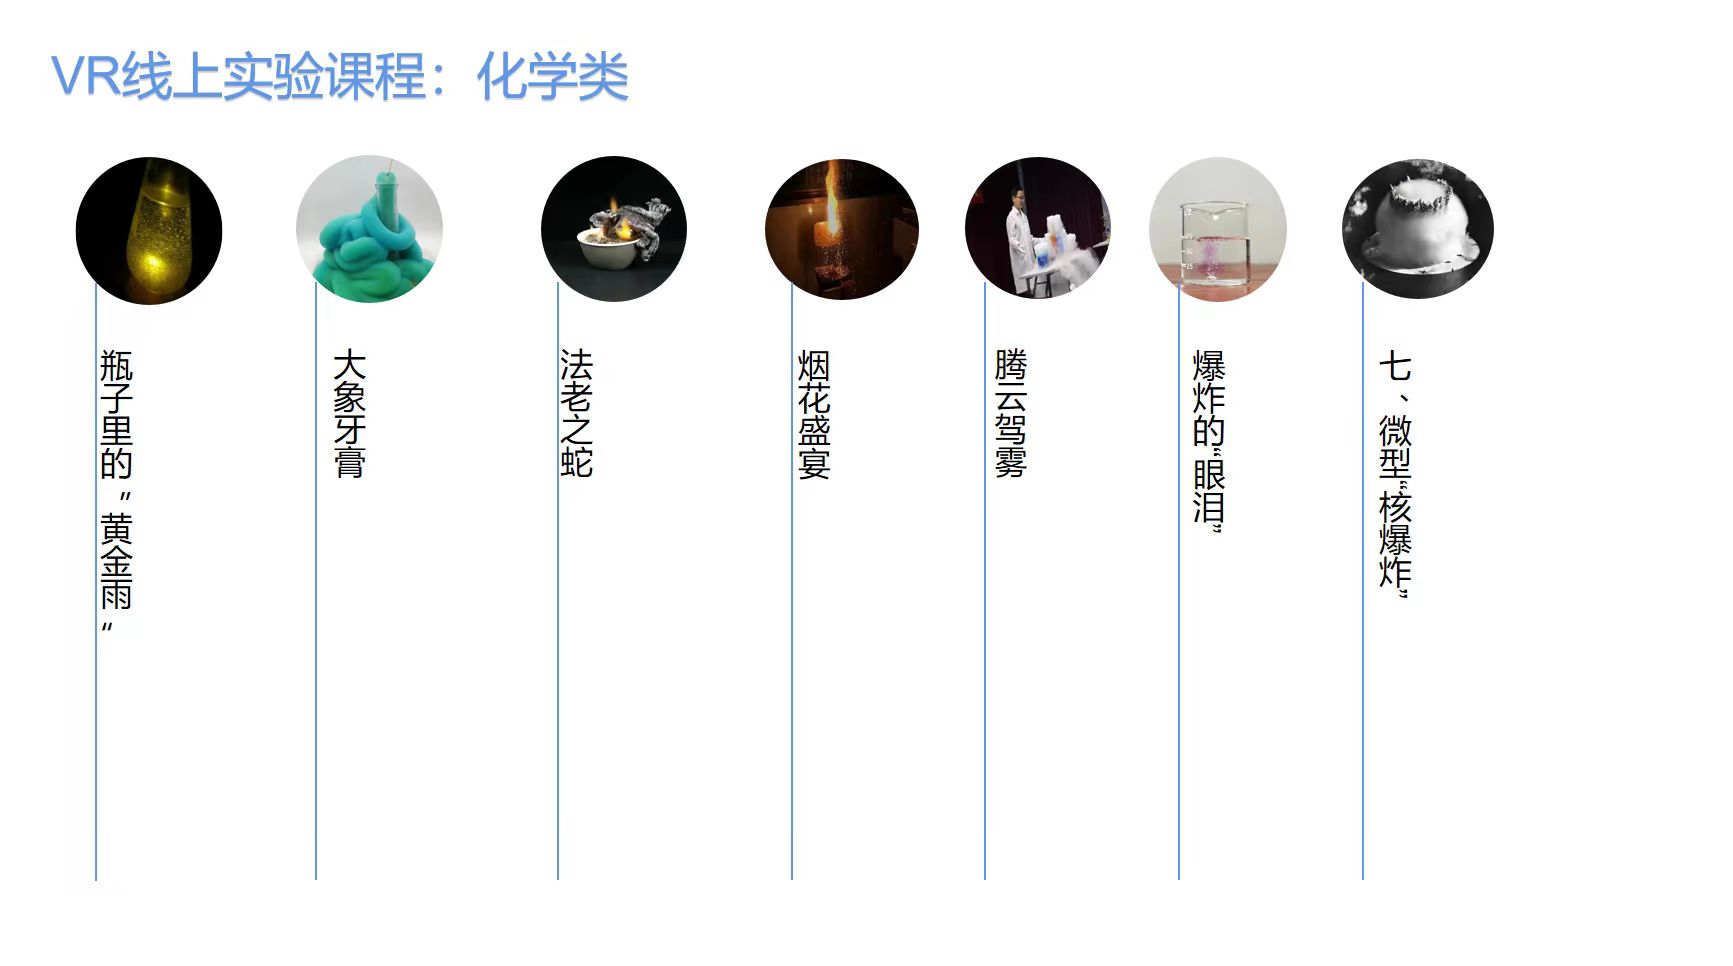 VR线上实验课程：化学类
瓶子里的“黄金雨“
大象牙膏
法老之蛇
烟花盛宴
腾云驾雾
爆炸的“眼泪”
七、微型“核爆炸”